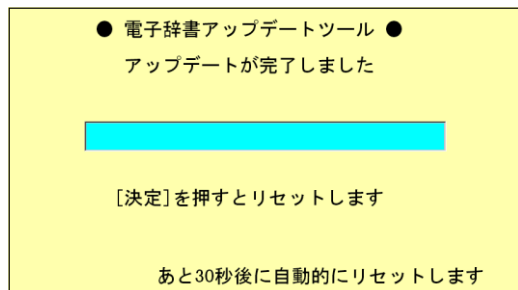 ● 電子辞書アップデートツール ●
アップデートが完了しました
[決定]を押すとリセットします
あと30秒後に自動的にリセットします